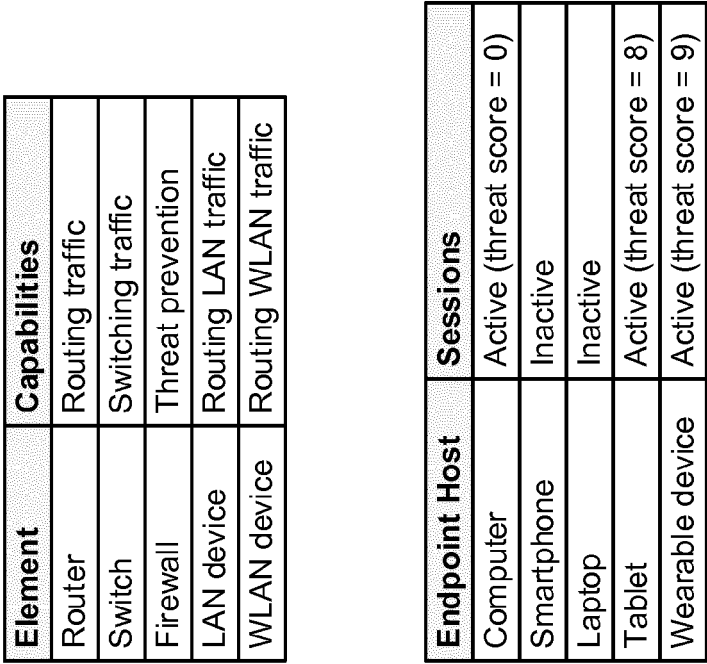 Element Capabilities
Router Routing traffic
Switch Switching traffic
Firewall Threat prevention
LAN device Routing LAN traffic
WLAN device Routing WLAN traffic
Endpoint Host Sessions
Computer Active (threat score = 0)
Smartphone Inactive
Laptop Inactive
Tablet Active (threat score = 8)
Wearable device Active (threat score = 9)